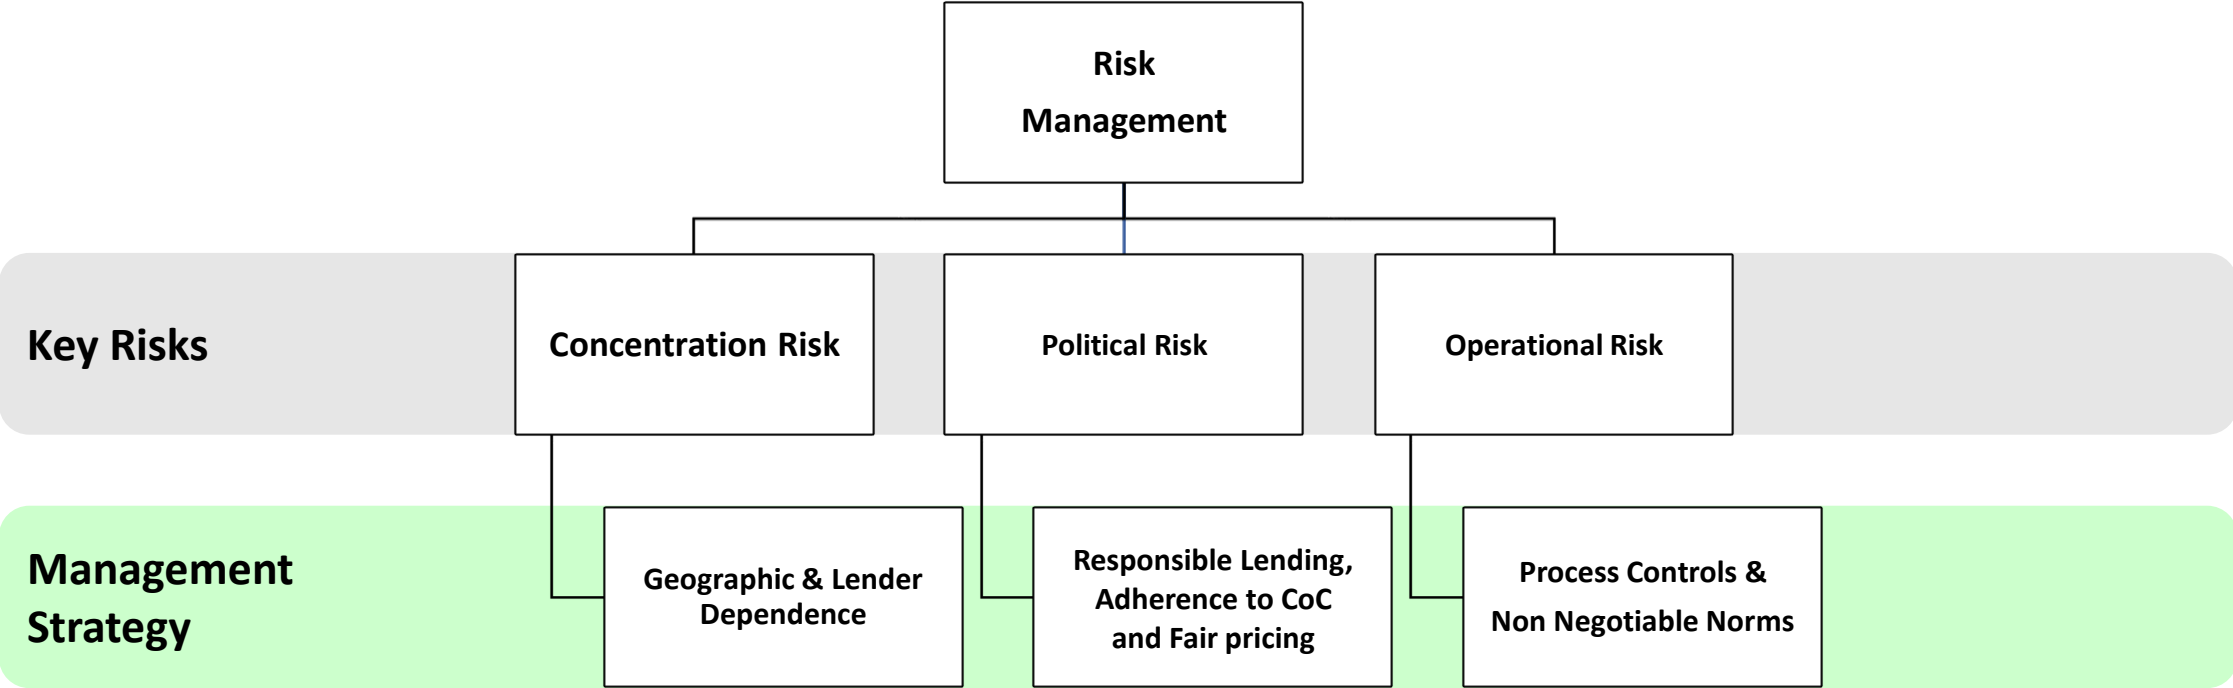 Risk
Management
Key Risks
Concentration Risk
Political Risk
Operational Risk
Management
Strategy
Geographic & Lender
Dependence
Responsible Lending,
Adherence to CoC
and Fair pricing
Process Controls &
Non Negotiable Norms